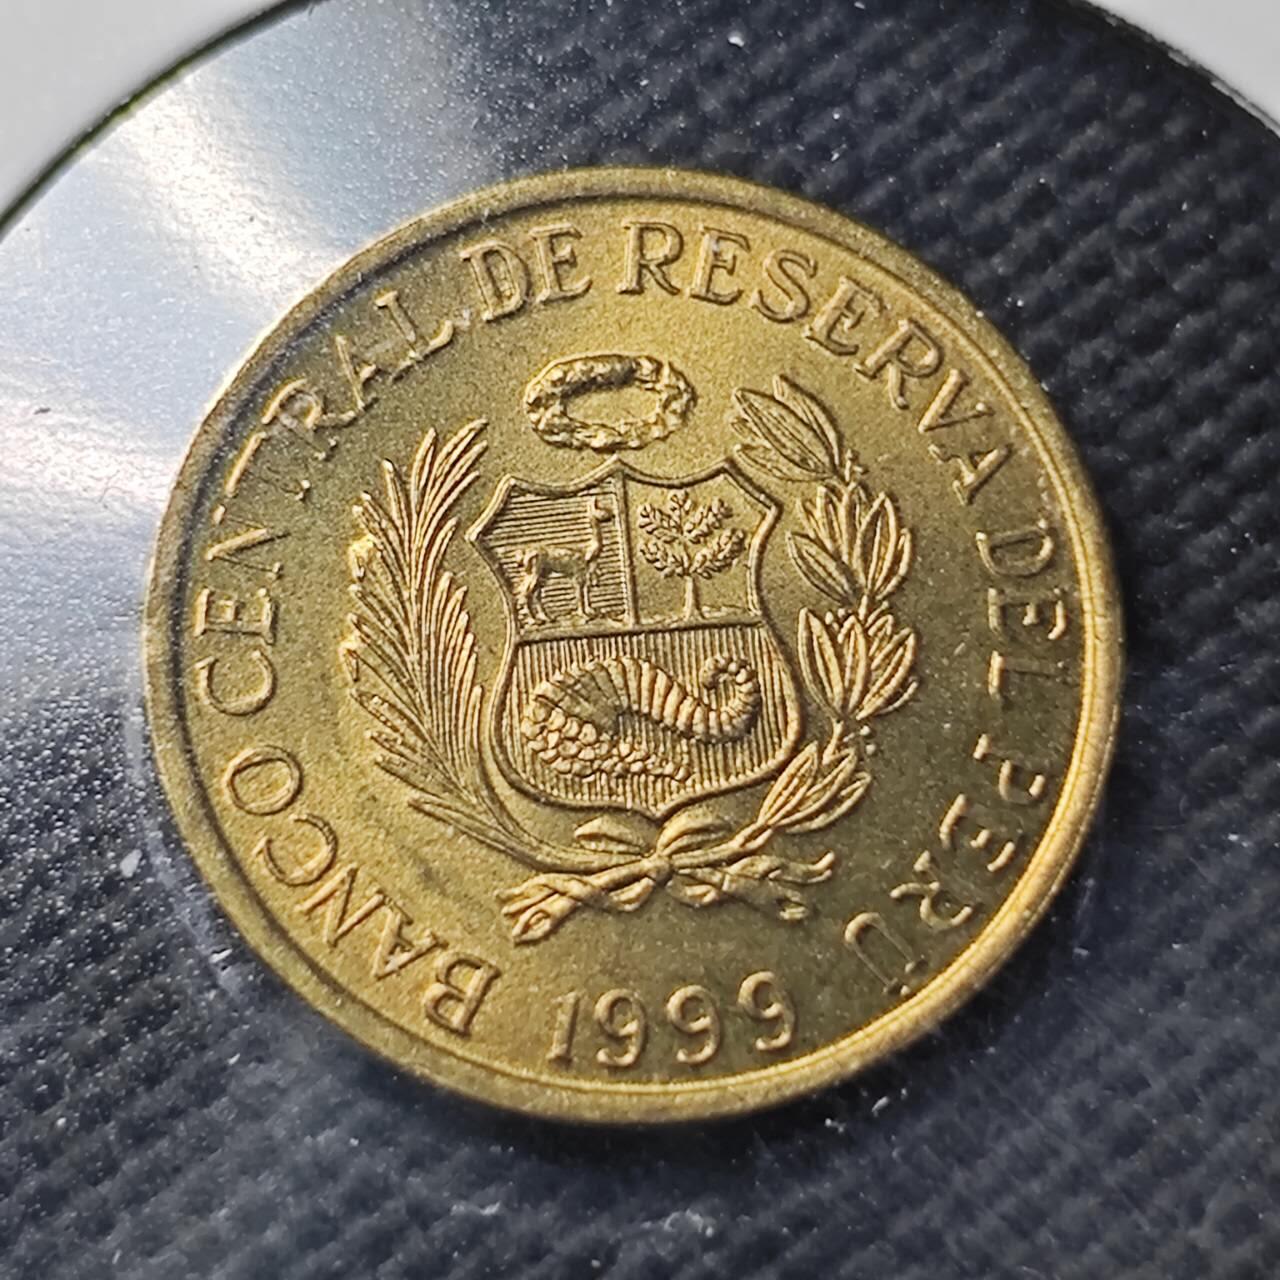 BANCO CENTRAL DE RESERVA DEL PERU
1999